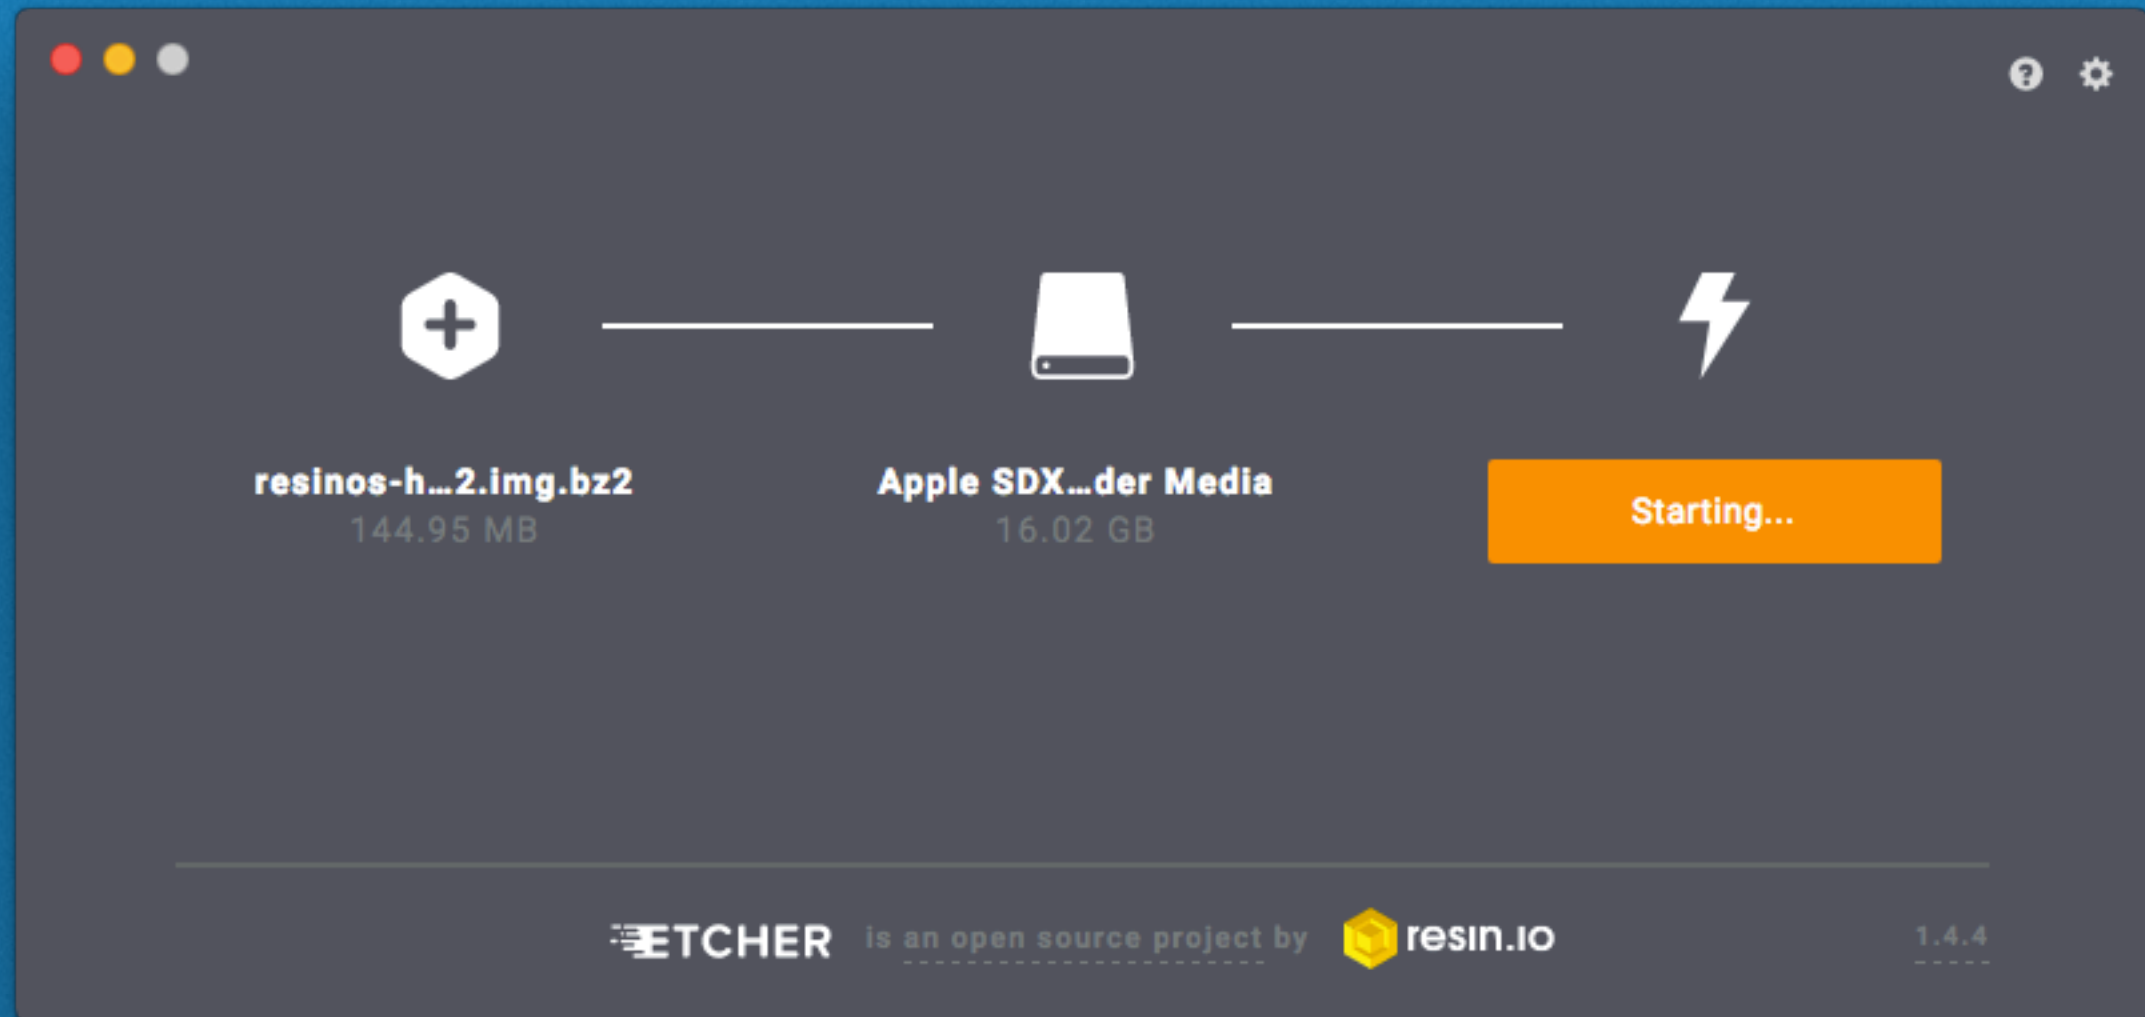 resinos-h...2.img.bz2
144.95 MB
Apple SDX...der Media
16.02 GB
Starting...
ETCHER is an open source project by resin.io
1.4.4